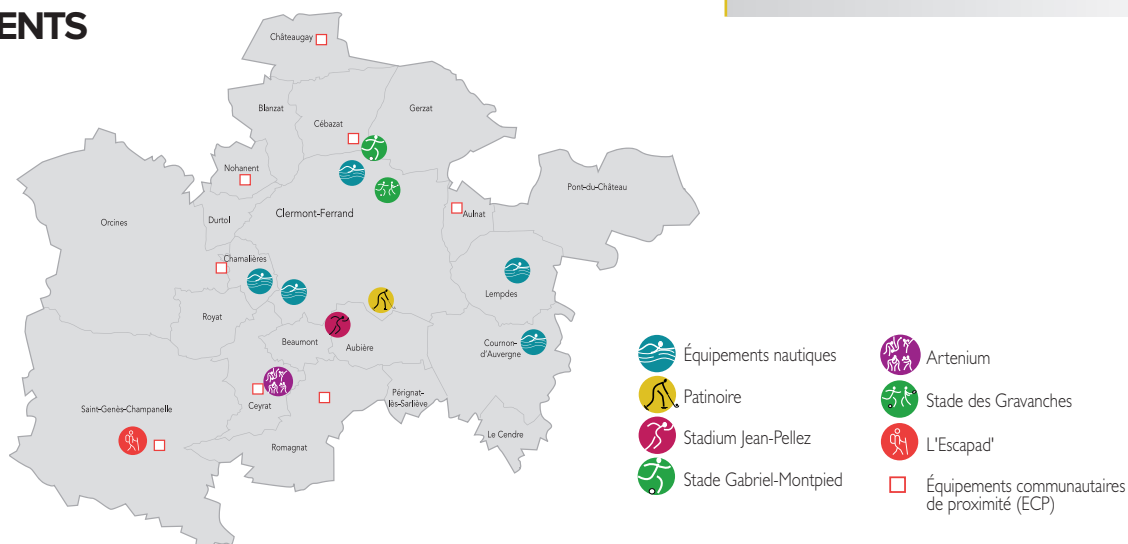 ENTS
Châteaugay
Blanzat
Gerzat
Cébazat
Nohanent
Pont-du-Château
Orcines
Durtol
Clermont-Ferrand
Aulnat
Chamalières
Lempdes
Royat
Beaumont
Aubière
Cournon-
d'Auvergne
Saint-Genès-Champanelle
Ceyrat
Pérignat-
lès-Sarliève
Romagnat
Le Cendre
Équipements nautiques
Patinoire
Stadium Jean-Pellez
Stade Gabriel-Montpied
Artenium
Stade des Gravanches
L'Escapad'
Équipements communautaires
de proximité (ECP)